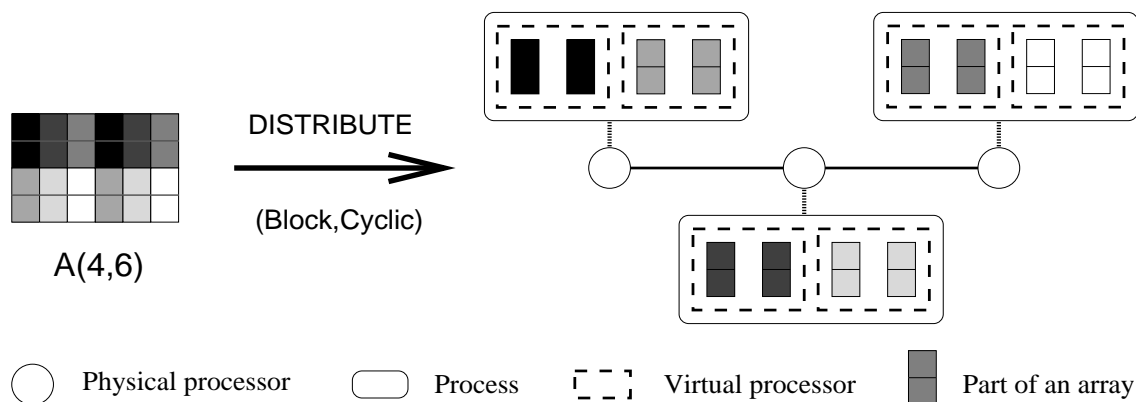 DISTRIBUTE
(Block,Cyclic)
A(4,6)
Physical processor
Process
Virtual processor
Part of an array